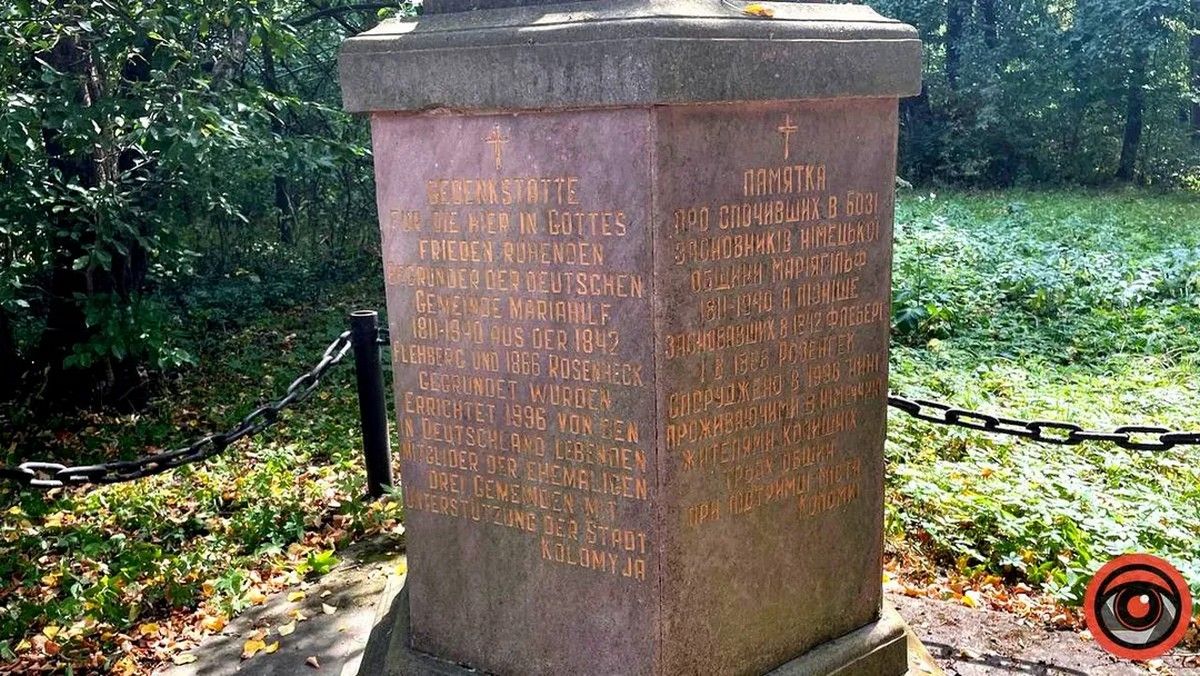 GEDENKSTÄTTE
FÜR DIE HIER IN GOTTES
FRIEDEN RUHENDEN
BEGRÜNDER DER DEUTSCHEN
GEMEINDE MARIAHILF
1811-1940 AUS DER 1842
FLEHBERG UND 1866 ROSENHECK
GEGRÜNDET WURDEN
ERRICHTET 1996 VON DEN
IN DEUTSCHLAND LEBENDEN
MITGLIDER DER EHEMALIGEN
DREI GEMEINDEN MIT
UNTERSTÜTZUNG DER STADT
KOLOMYJA
ПАМЯТКА
ПРО СПОЧИВШИХ В БОЗІ
ЗАСНОВНИКІВ НІМЕЦЬКОЇ
ОБЩИНИ МАРІЯГІЛЬФ
1811-1940 А ПІЗНІШЕ
ЗАСНУВАВШИХ В 1842 ФЛЕБЕРГ
І В 1866 РОЗЕНГЕК
СПОРУДЖЕНО В 1996 НИНІ
ПРОЖИВАЮЧИМИ В НІМЕЧЧИНІ
ЖИТЕЛЯМИ КОЛИШНІХ
ТРЬОХ ОБЩИН
ПРИ ПІДТРИМЦІ МІСТА
КОЛОМИЇ